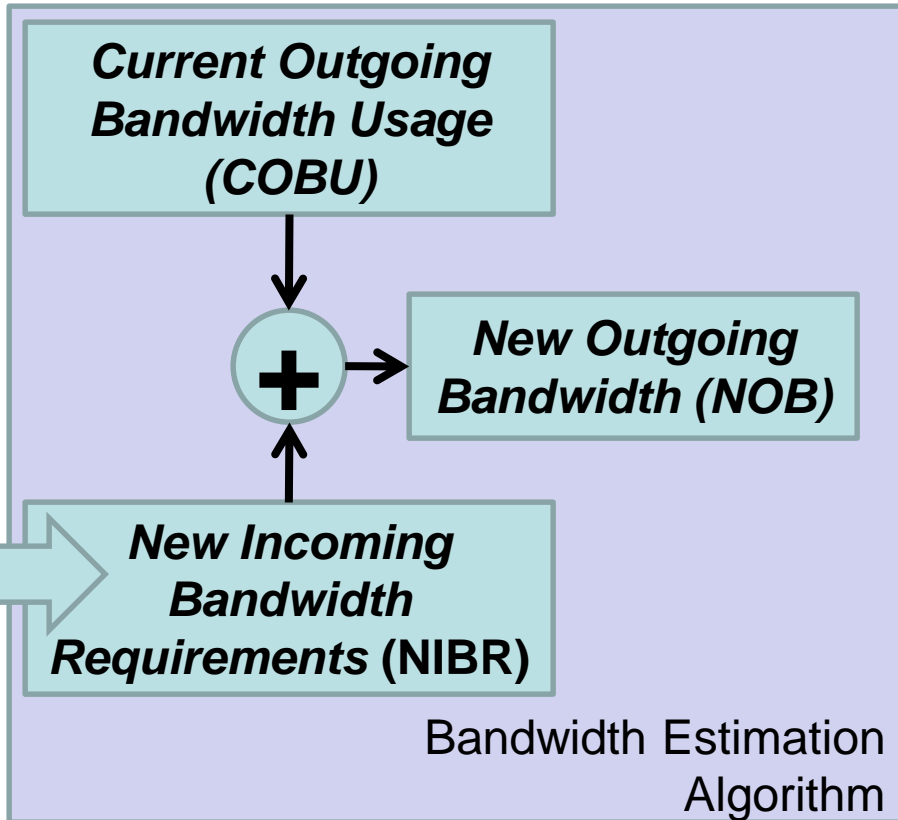 Current Outgoing
Bandwidth Usage
(COBU)
+
New Outgoing
Bandwidth (NOB)
New Incoming
Bandwidth
Requirements (NIBR)
Bandwidth Estimation
Algorithm